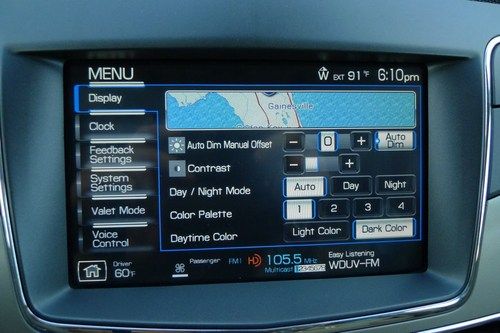 MENU
W EXT 91°F 6:10pm
Display
Gainesville
Clock
Auto Dim Manual Offset − 0 + Auto Dim
Feedback Settings
Contrast − +
System Settings
Day / Night Mode Auto Day Night
Valet Mode
Color Palette 1 2 3 4
Voice Control
Daytime Color Light Color Dark Color
Driver 60°F
Passenger
FM1 HD 105.5 MHz
Multicast 12345678
Easy Listening
WDUV-FM